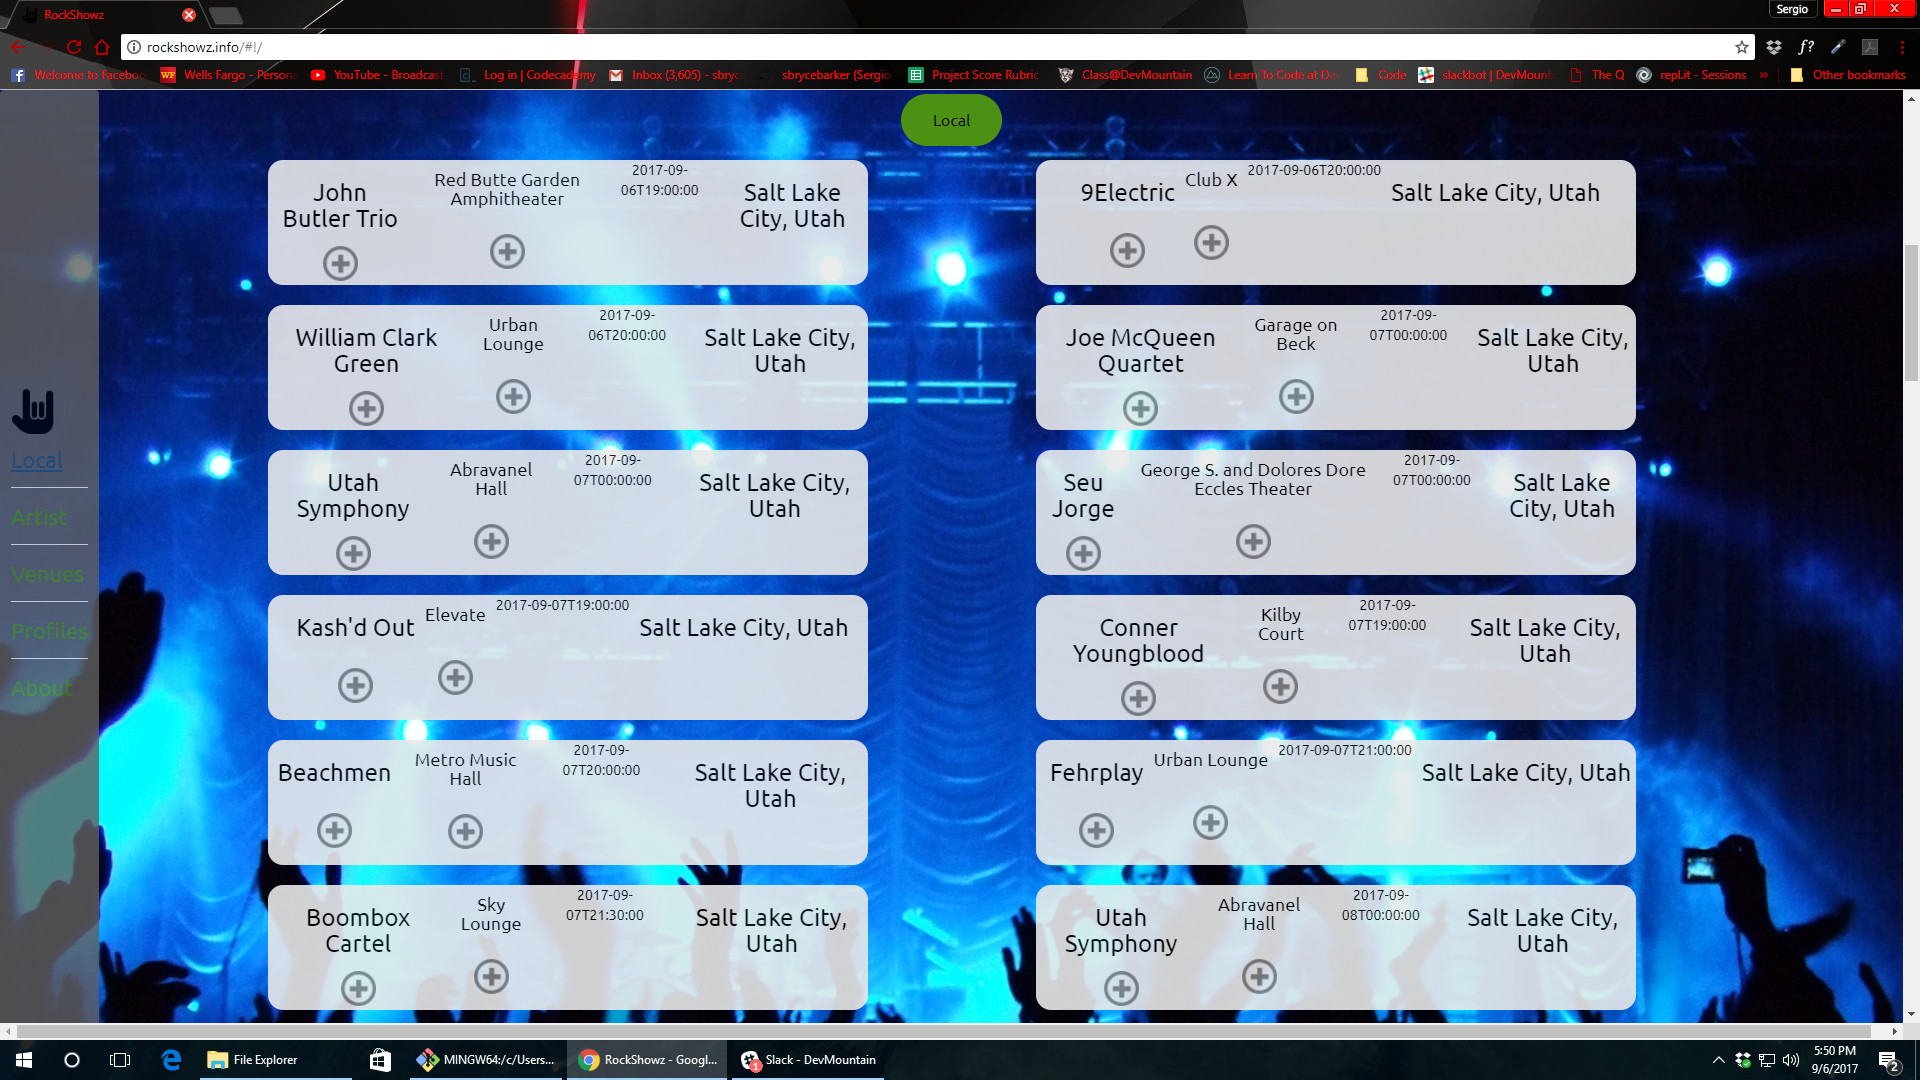 RockShowz
Sergio
rockshowz.info/#!/
f?
Welcome to Faceboo
Wells Fargo - Persona
YouTube - Broadcast
Log in | Codecademy
Inbox (3,605) - sbryce
sbrycebarker (Sergio
Project Score Rubric
Class@DevMountain
Learn To Code at De
Code
slackbot | DevMount
The Q
repl.it - Sessions
»
Other bookmarks
Local
Local
Artist
Venues
Profiles
About
John
Butler Trio
Red Butte Garden
Amphitheater
2017-09-
06T19:00:00
Salt Lake
City, Utah
9Electric
Club X
2017-09-06T20:00:00
Salt Lake City, Utah
William Clark
Green
Urban
Lounge
2017-09-
06T20:00:00
Salt Lake City,
Utah
Joe McQueen
Quartet
Garage on
Beck
2017-09-
07T00:00:00
Salt Lake City,
Utah
Utah
Symphony
Abravanel
Hall
2017-09-
07T00:00:00
Salt Lake City,
Utah
Seu
Jorge
George S. and Dolores Dore
Eccles Theater
2017-09-
07T00:00:00
Salt Lake
City, Utah
Kash'd Out
Elevate
2017-09-07T19:00:00
Salt Lake City, Utah
Conner
Youngblood
Kilby
Court
2017-09-
07T19:00:00
Salt Lake City,
Utah
Beachmen
Metro Music
Hall
2017-09-
07T20:00:00
Salt Lake City,
Utah
Fehrplay
Urban Lounge
2017-09-07T21:00:00
Salt Lake City, Utah
Boombox
Cartel
Sky
Lounge
2017-09-
07T21:30:00
Salt Lake City,
Utah
Utah
Symphony
Abravanel
Hall
2017-09-
08T00:00:00
Salt Lake City,
Utah
File Explorer
MINGW64:/c/Users...
RockShowz - Googl...
1
Slack - DevMountain
5:50 PM
9/6/2017
2